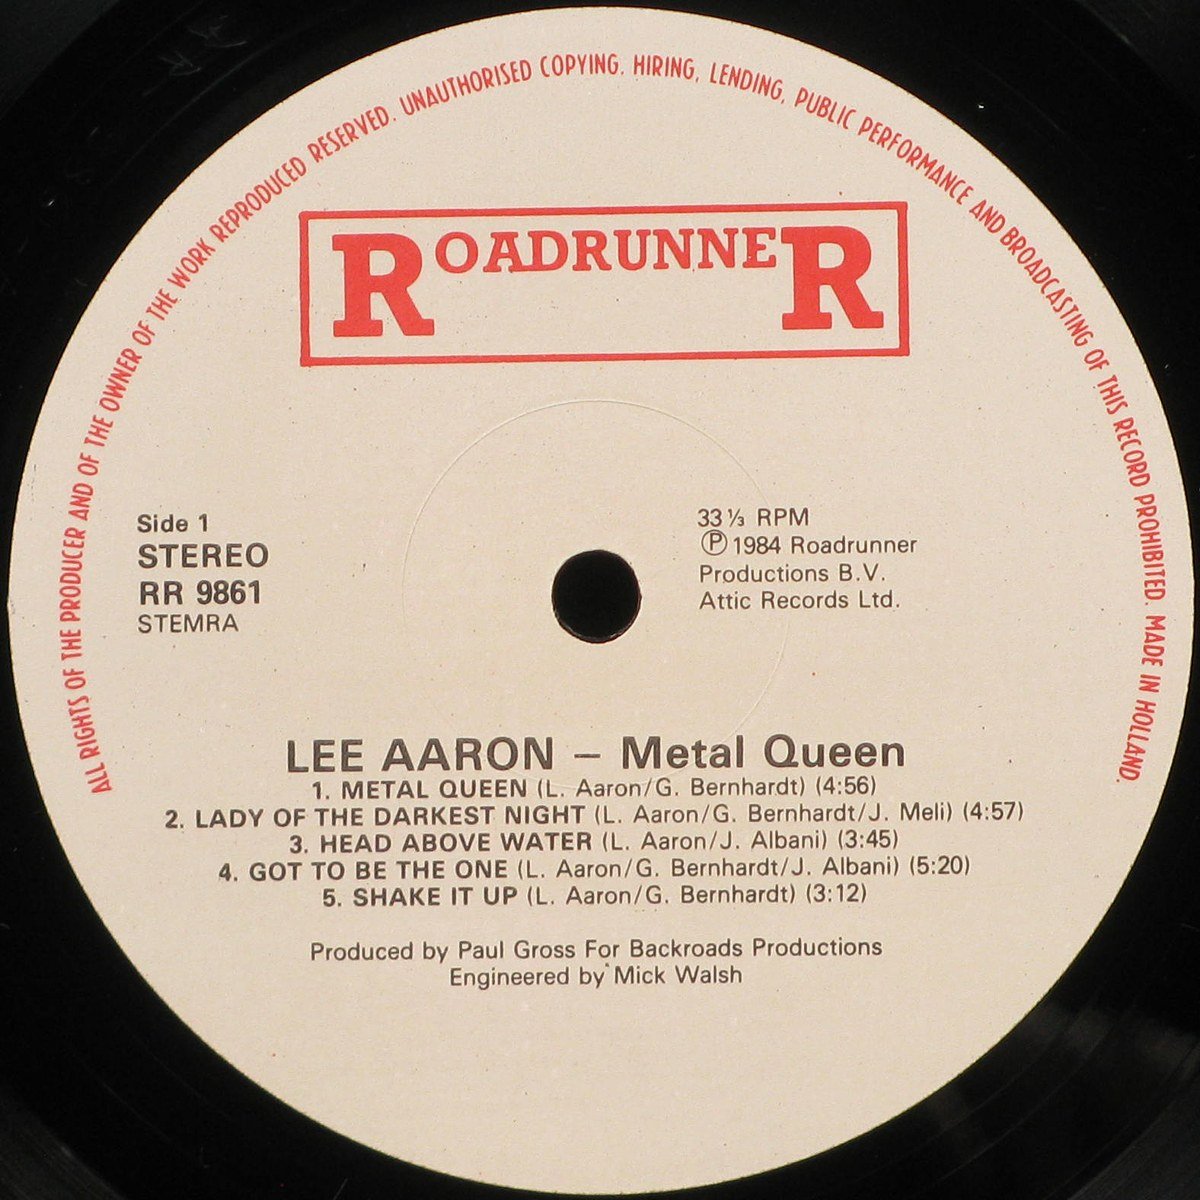 ALL RIGHTS OF THE PRODUCER AND OF THE OWNER OF THE WORK REPRODUCED RESERVED. UNAUTHORISED COPYING. HIRING, LENDING, PUBLIC PERFORMANCE AND BROADCASTING OF THIS RECORD PROHIBITED. MADE IN HOLLAND.
ROADRUNNER
Side 1
STEREO
RR 9861
STEMRA
33 ⅓ RPM
Ⓟ 1984 Roadrunner
Productions B.V.
Attic Records Ltd.
LEE AARON – Metal Queen
1. METAL QUEEN (L. Aaron/G. Bernhardt) (4:56)
2. LADY OF THE DARKEST NIGHT (L. Aaron/G. Bernhardt/J. Meli) (4:57)
3. HEAD ABOVE WATER (L. Aaron/J. Albani) (3:45)
4. GOT TO BE THE ONE (L. Aaron/G. Bernhardt/J. Albani) (5:20)
5. SHAKE IT UP (L. Aaron/G. Bernhardt) (3:12)
Produced by Paul Gross For Backroads Productions
Engineered by Mick Walsh